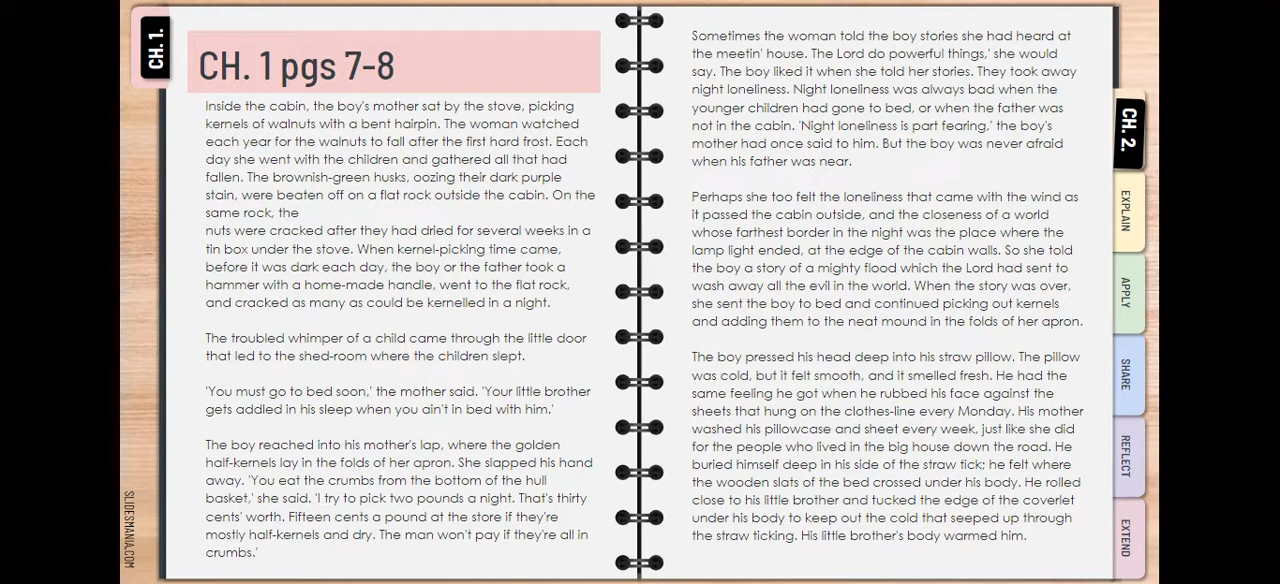 CH. 1.
CH. 1 pgs 7-8
Inside the cabin, the boy's mother sat by the stove, picking
kernels of walnuts with a bent hairpin. The woman watched
each year for the walnuts to fall after the first hard frost. Each
day she went with the children and gathered all that had
fallen. The brownish-green husks, oozing their dark purple
stain, were beaten off on a flat rock outside the cabin. On the
same rock, the
nuts were cracked after they had dried for several weeks in a
tin box under the stove. When kernel-picking time came,
before it was dark each day, the boy or the father took a
hammer with a home-made handle, went to the flat rock,
and cracked as many as could be kernelled in a night.
The troubled whimper of a child came through the little door
that led to the shed-room where the children slept.
'You must go to bed soon,' the mother said. 'Your little brother
gets addled in his sleep when you ain't in bed with him.'
The boy reached into his mother's lap, where the golden
half-kernels lay in the folds of her apron. She slapped his hand
away. 'You eat the crumbs from the bottom of the hull
basket,' she said. 'I try to pick two pounds a night. That's thirty
cents' worth. Fifteen cents a pound at the store if they're
mostly half-kernels and dry. The man won't pay if they're all in
crumbs.'
Sometimes the woman told the boy stories she had heard at
the meetin' house. The Lord do powerful things,' she would
say. The boy liked it when she told her stories. They took away
night loneliness. Night loneliness was always bad when the
younger children had gone to bed, or when the father was
not in the cabin. 'Night loneliness is part fearing,' the boy's
mother had once said to him. But the boy was never afraid
when his father was near.
Perhaps she too felt the loneliness that came with the wind as
it passed the cabin outside, and the closeness of a world
whose farthest border in the night was the place where the
lamp light ended, at the edge of the cabin walls. So she told
the boy a story of a mighty flood which the Lord had sent to
wash away all the evil in the world. When the story was over,
she sent the boy to bed and continued picking out kernels
and adding them to the neat mound in the folds of her apron.
The boy pressed his head deep into his straw pillow. The pillow
was cold, but it felt smooth, and it smelled fresh. He had the
same feeling he got when he rubbed his face against the
sheets that hung on the clothes-line every Monday. His mother
washed his pillowcase and sheet every week, just like she did
for the people who lived in the big house down the road. He
buried himself deep in his side of the straw tick; he felt where
the wooden slats of the bed crossed under his body. He rolled
close to his little brother and tucked the edge of the coverlet
under his body to keep out the cold that seeped up through
the straw ticking. His little brother's body warmed him.
CH. 2.
EXPLAIN
APPLY
SHARE
REFLECT
EXTEND
SLIDESMANIA.COM